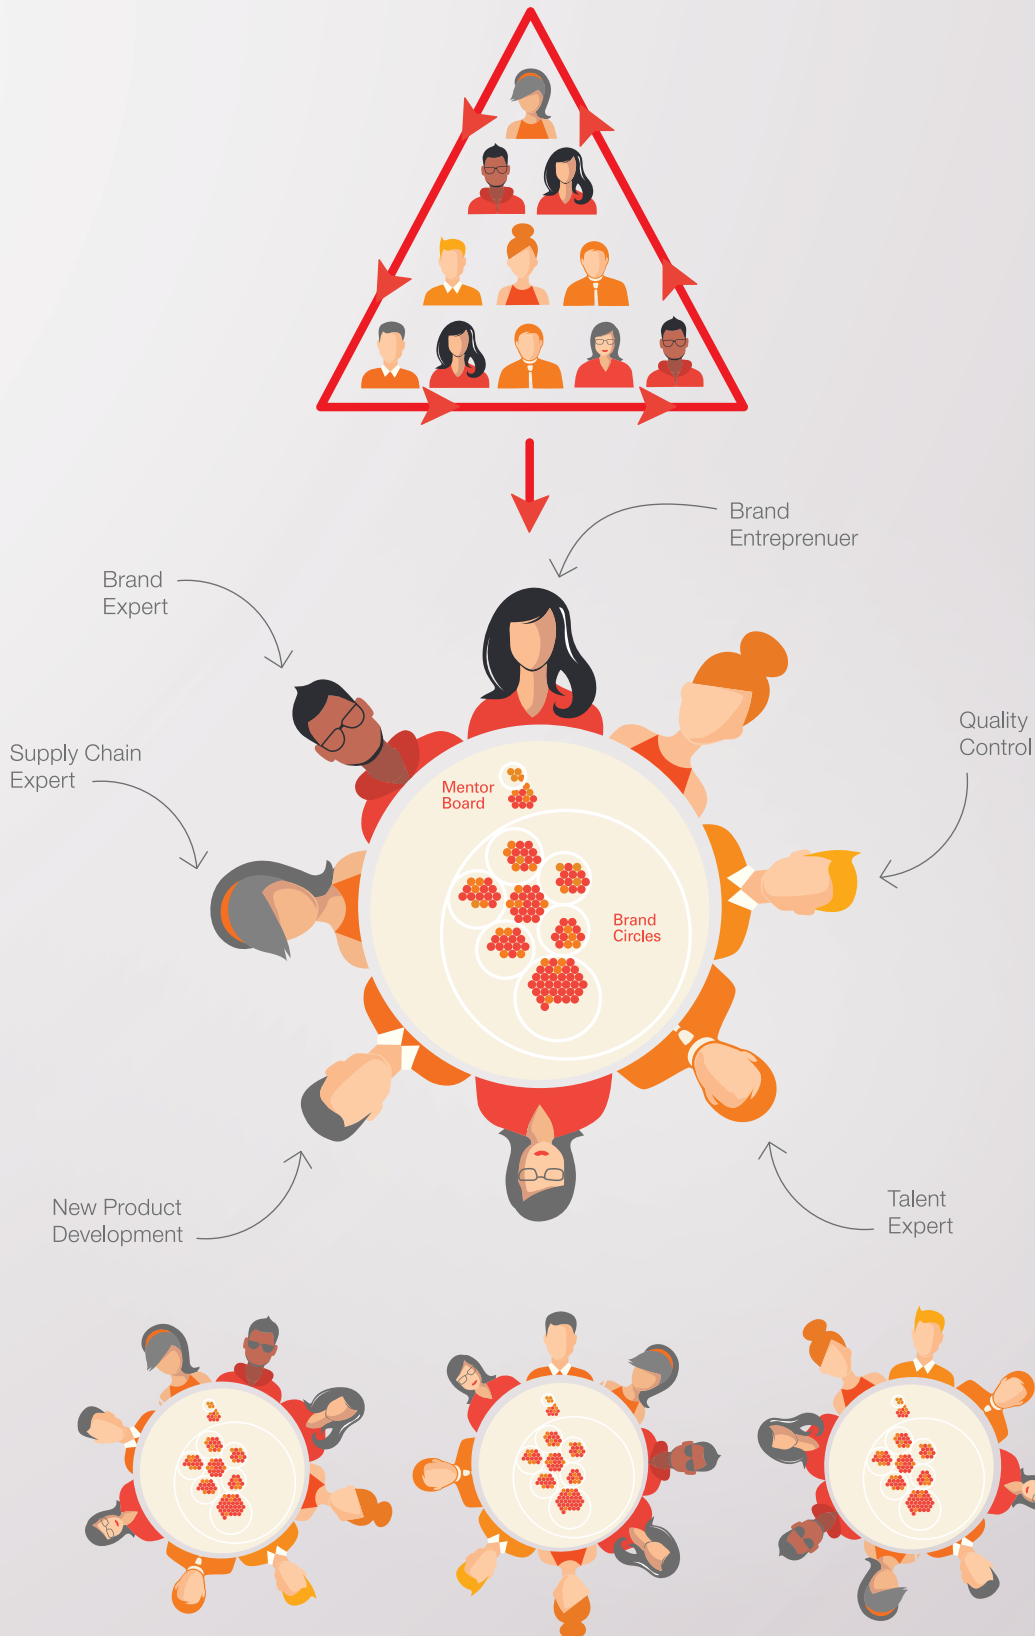 Brand
Entreprenuer
Brand
Expert
Quality
Control
Supply Chain
Expert
Mentor
Board
Brand
Circles
New Product
Development
Talent
Expert